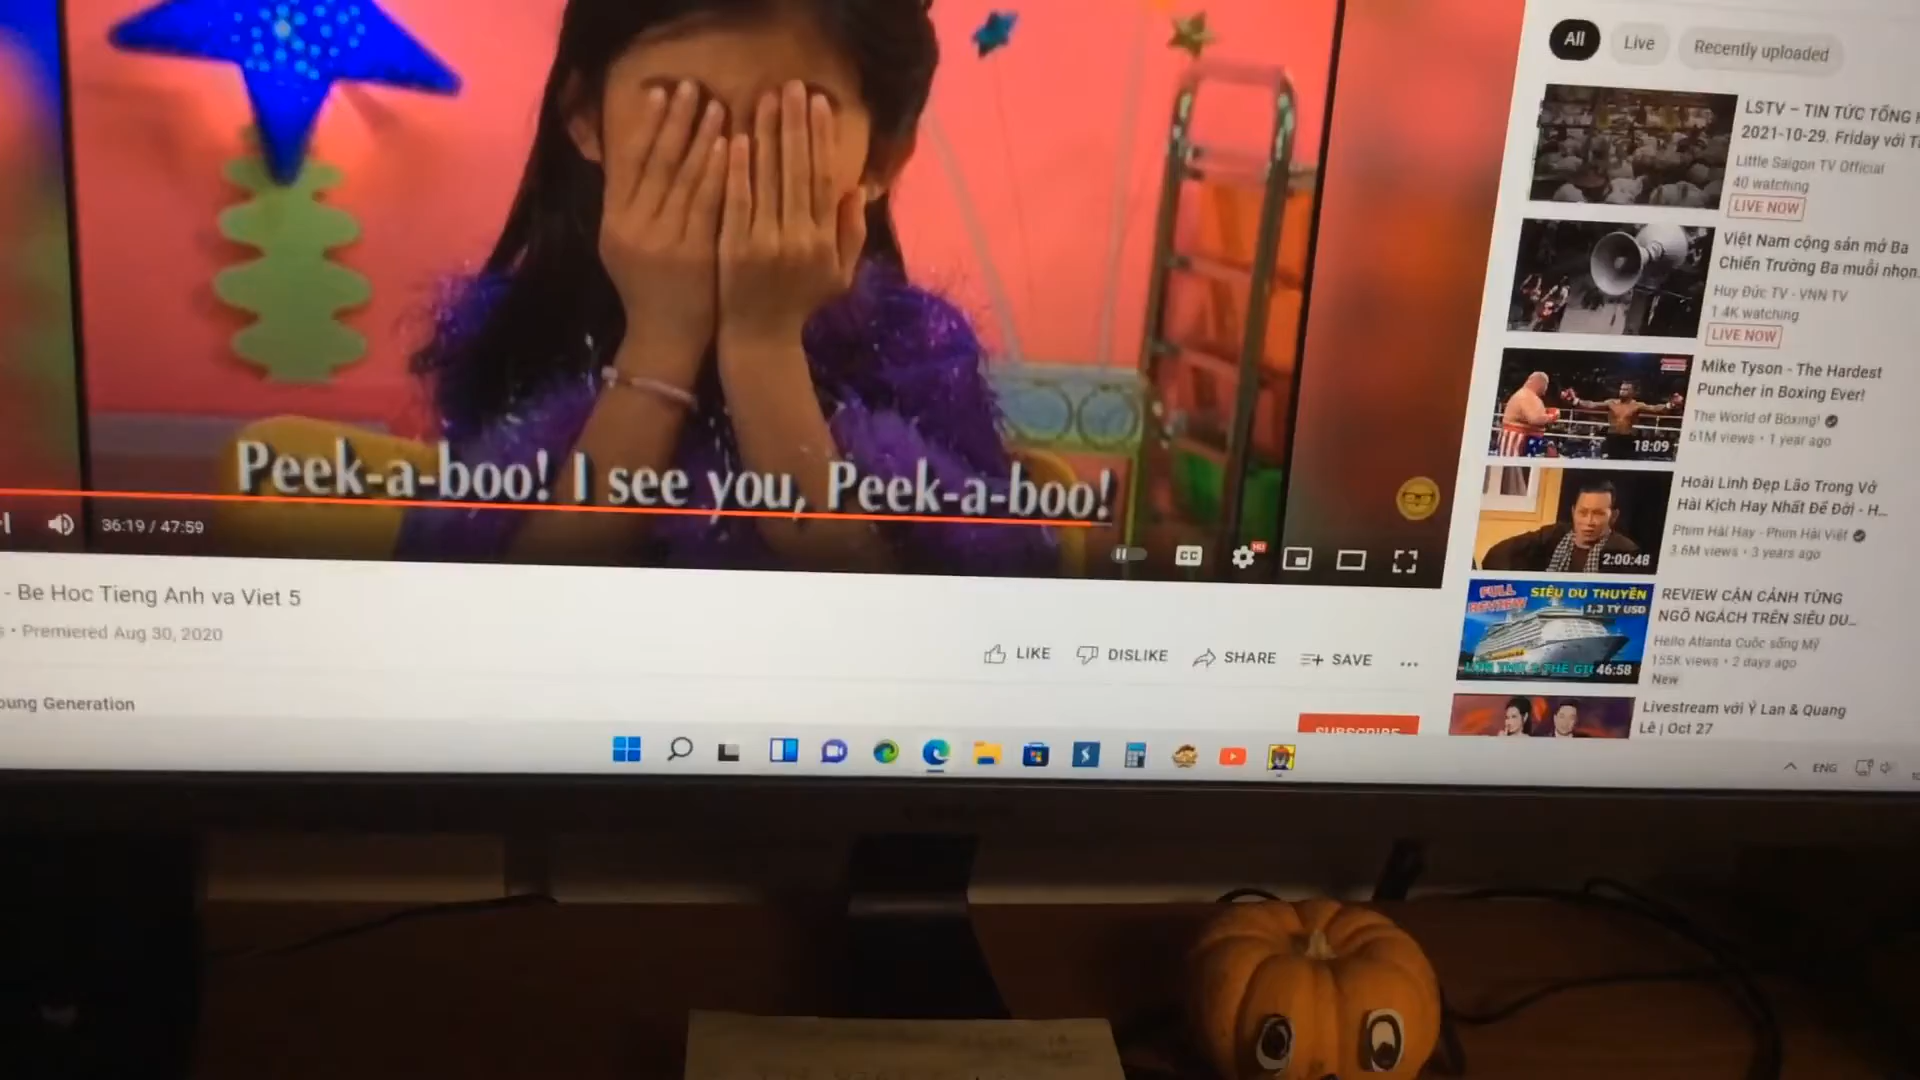 Peek-a-boo! I see you, Peek-a-boo!
36:19 / 47:59
CC
HD
- Be Hoc Tieng Anh va Viet 5
• Premiered Aug 30, 2020
LIKE
DISLIKE
SHARE
SAVE
Generation
SUBSCRIBE
All
Live
Recently uploaded
LSTV – TIN TỨC TỔNG
2021-10-29. Friday với
Little Saigon TV Official
40 watching
LIVE NOW
Việt Nam cộng sản mở Ba
Chiến Trường Ba muỗi nhọn...
Huy Đức TV - VNN TV
1.4K watching
LIVE NOW
18:09
Mike Tyson - The Hardest
Puncher in Boxing Ever!
The World of Boxing!
61M views • 1 year ago
2:00:48
Hoài Linh Đẹp Lão Trong Vở
Hài Kịch Hay Nhất Để Đời - H...
Phim Hài Hay - Phim Hài Việt
3.6M views • 3 years ago
FULL
REVIEW
SIÊU DU THUYỀN
1,3 TỶ USD
46:58
REVIEW CẬN CẢNH TỪNG
NGÕ NGÁCH TRÊN SIÊU DU...
Hello Atlanta Cuộc sống Mỹ
155K views • 2 days ago
New
Livestream với Ý Lan & Quang
Lê | Oct 27
ENG